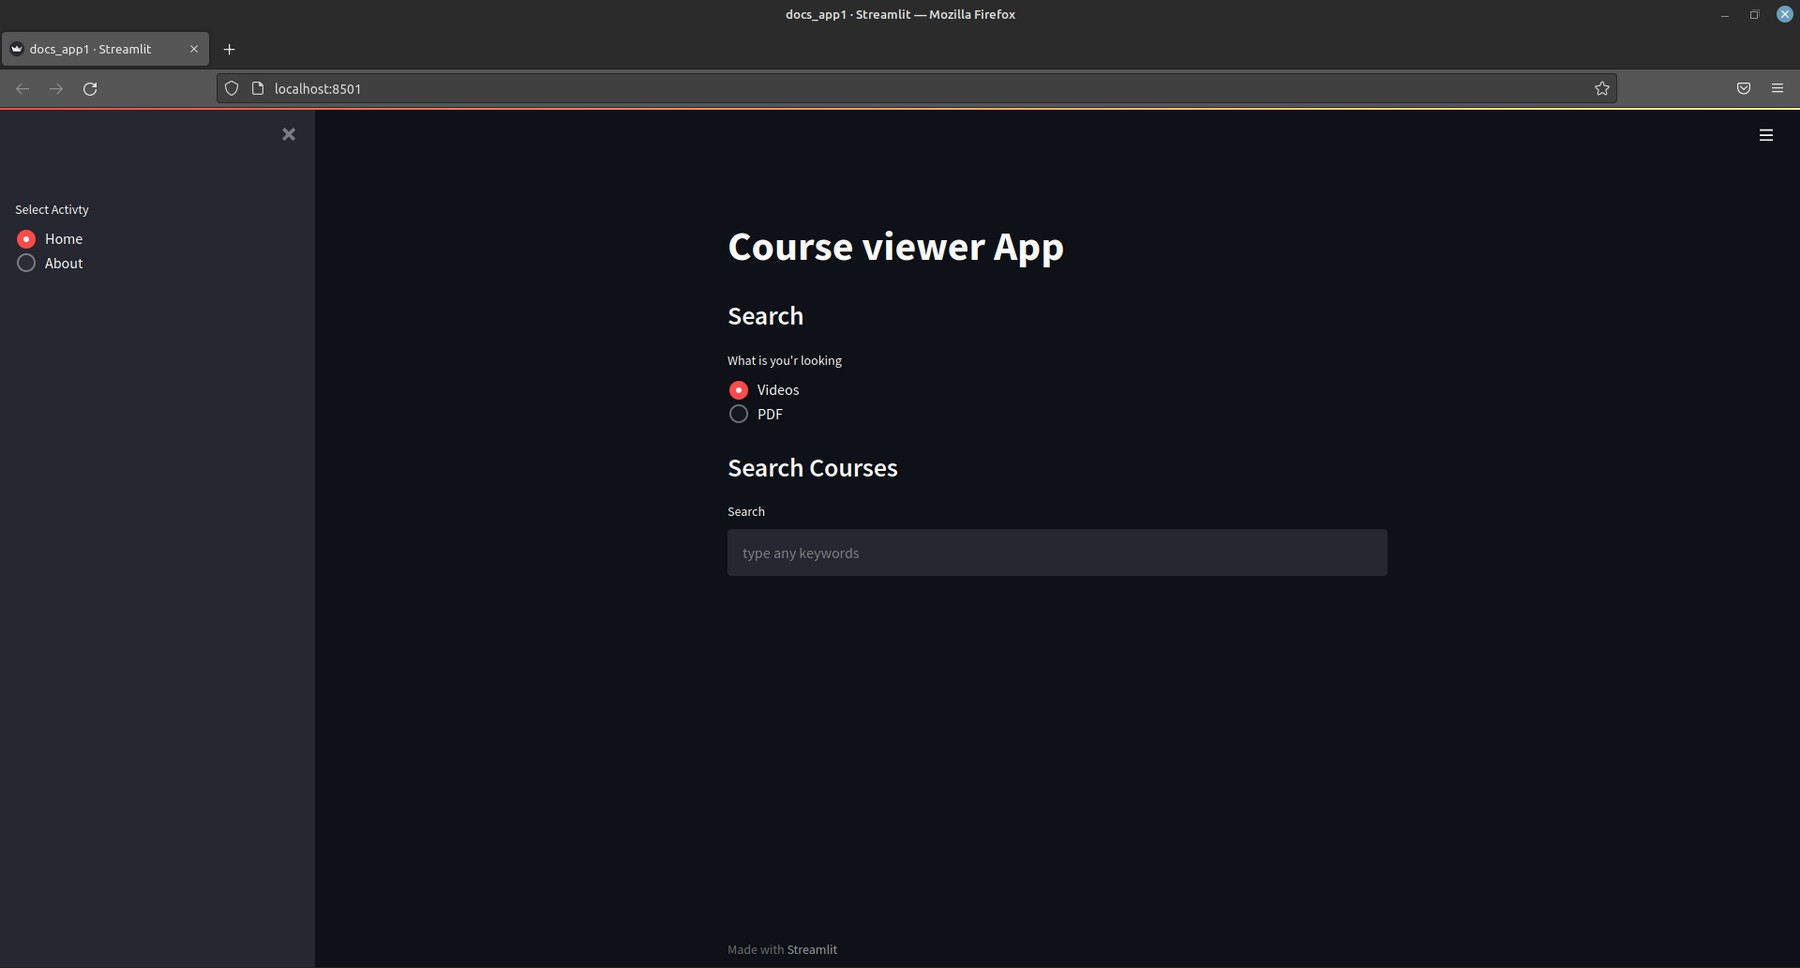 docs_app1 · Streamlit — Mozilla Firefox
docs_app1 · Streamlit
localhost:8501
Select Activty
Home
About
Course viewer App
Search
What is you'r looking
Videos
PDF
Search Courses
Search
type any keywords
Made with Streamlit